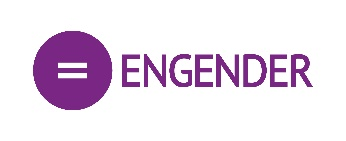 = ENGENDER